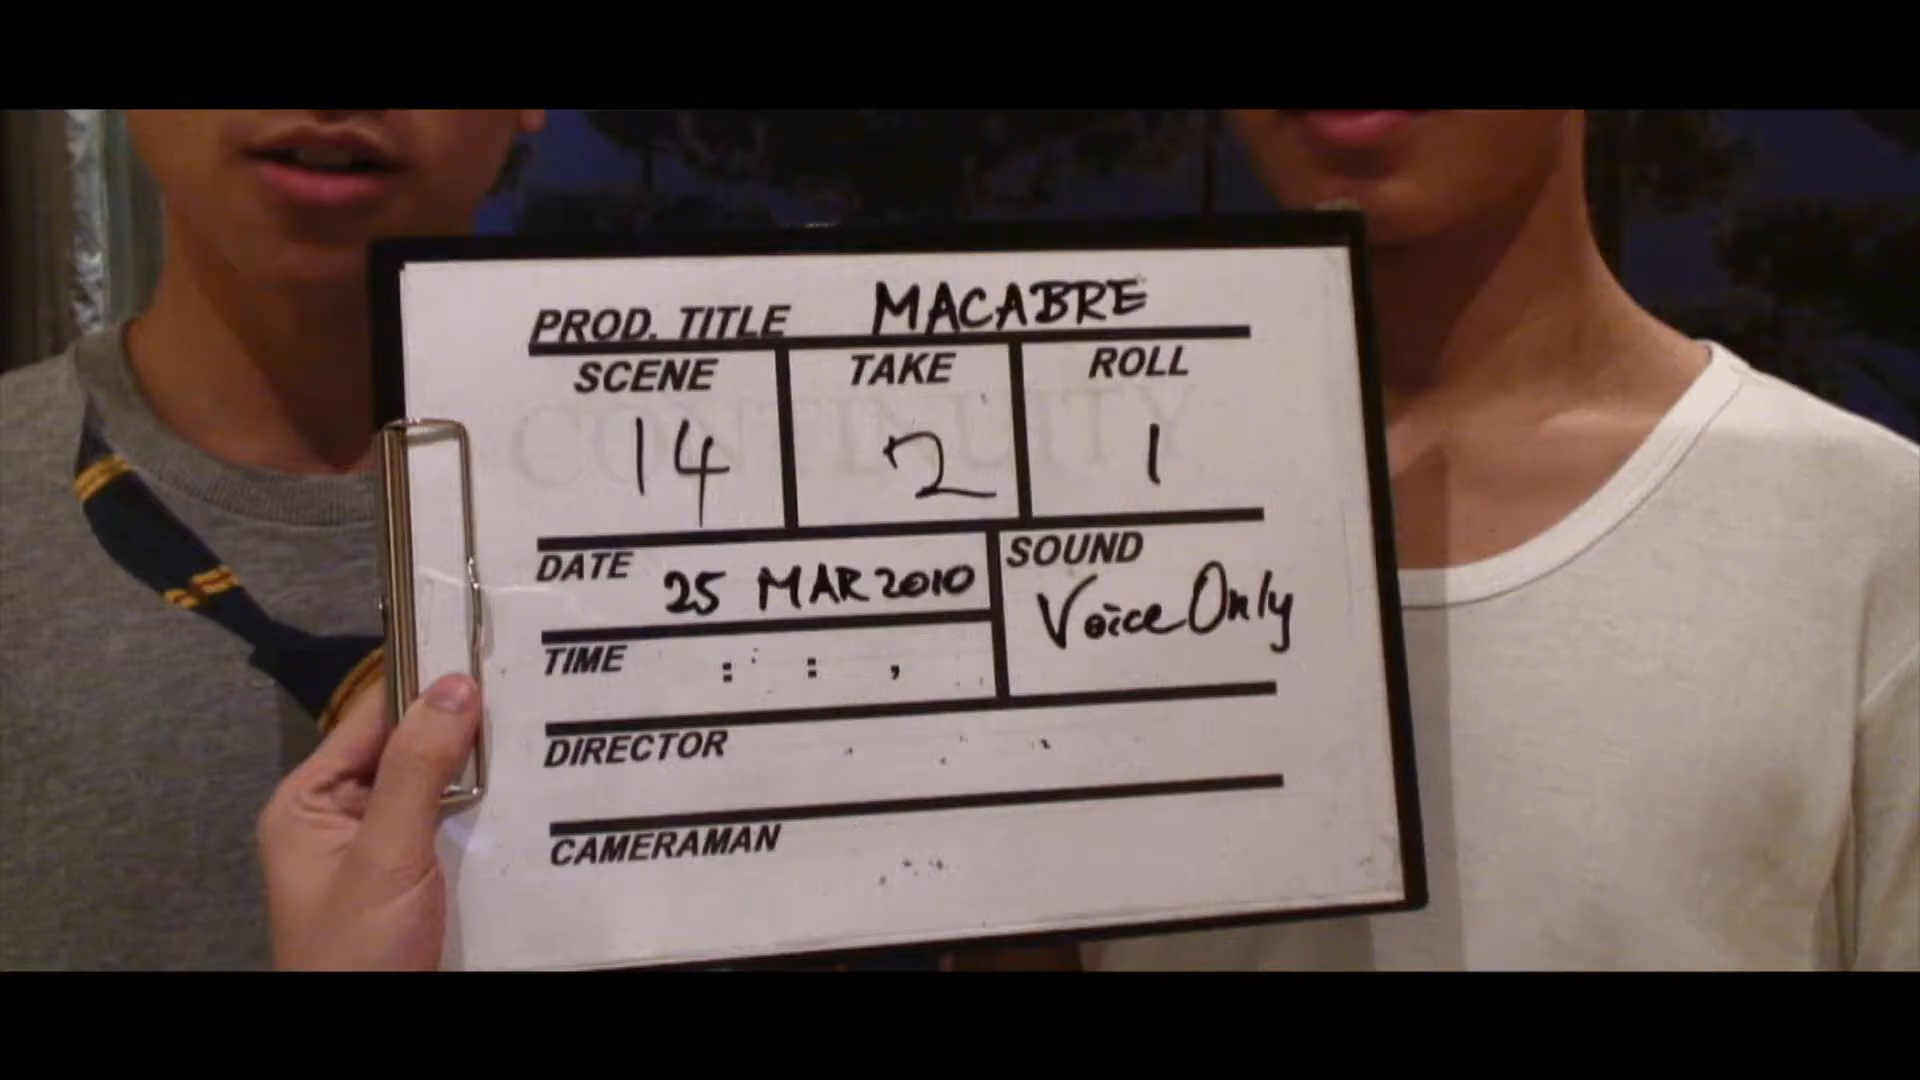 PROD. TITLE MACABRE
SCENE TAKE ROLL
CONTINUITY
14 2 1
DATE 25 MAR 2010
SOUND
Voice Only
TIME : : ,
DIRECTOR
CAMERAMAN